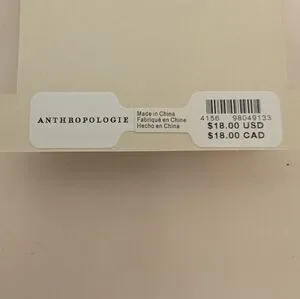 ANTHROPOLOGIE
Made in China
Fabriqué en Chine
Hecho en China
4156 98049133
$18.00 USD
$18.00 CAD